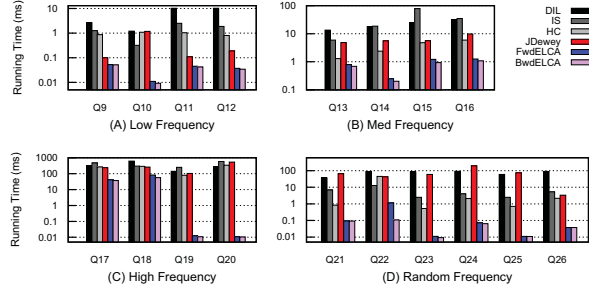 Running Time (ms)
10
1
0.1
0.01
Q9 Q10 Q11 Q12
(A) Low Frequency
100
10
1
0.1
Q13 Q14 Q15 Q16
(B) Med Frequency
DIL
IS
HC
JDewey
FwdELCA
BwdELCA
Running Time (ms)
1000
100
10
1
0.1
0.01
Q17 Q18 Q19 Q20
(C) High Frequency
100
10
1
0.1
0.01
Q21 Q22 Q23 Q24 Q25 Q26
(D) Random Frequency